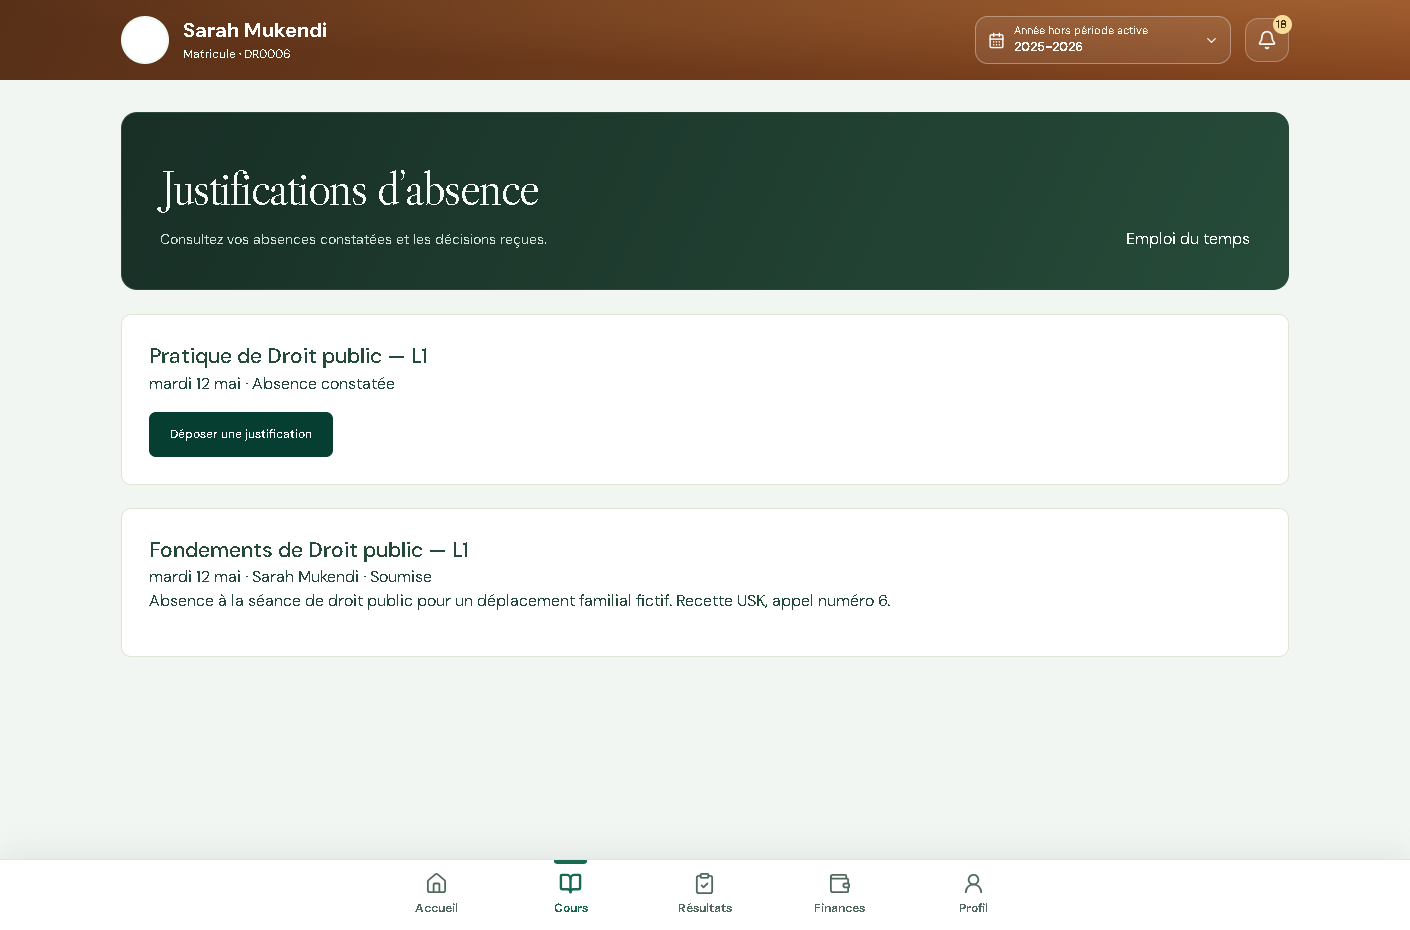 Sarah Mukendi
Matricule · DR0006
Année hors période active
2025-2026
18
Justifications d’absence
Consultez vos absences constatées et les décisions reçues.
Emploi du temps
Pratique de Droit public — L1
mardi 12 mai · Absence constatée
Déposer une justification
Fondements de Droit public — L1
mardi 12 mai · Sarah Mukendi · Soumise
Absence à la séance de droit public pour un déplacement familial fictif. Recette USK, appel numéro 6.
Accueil
Cours
Résultats
Finances
Profil